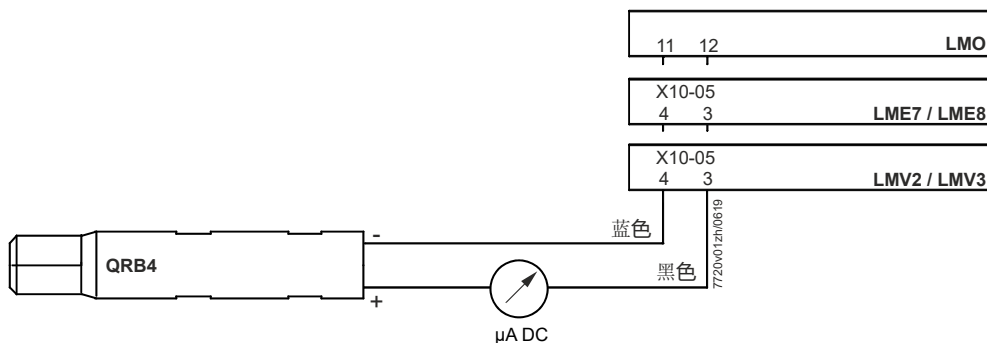 11 12 LMO
X10-05
4 3 LME7 / LME8
X10-05
4 3 LMV2 / LMV3
7720v01zh/0619
蓝色
-
QRB4
黑色
+
µA DC